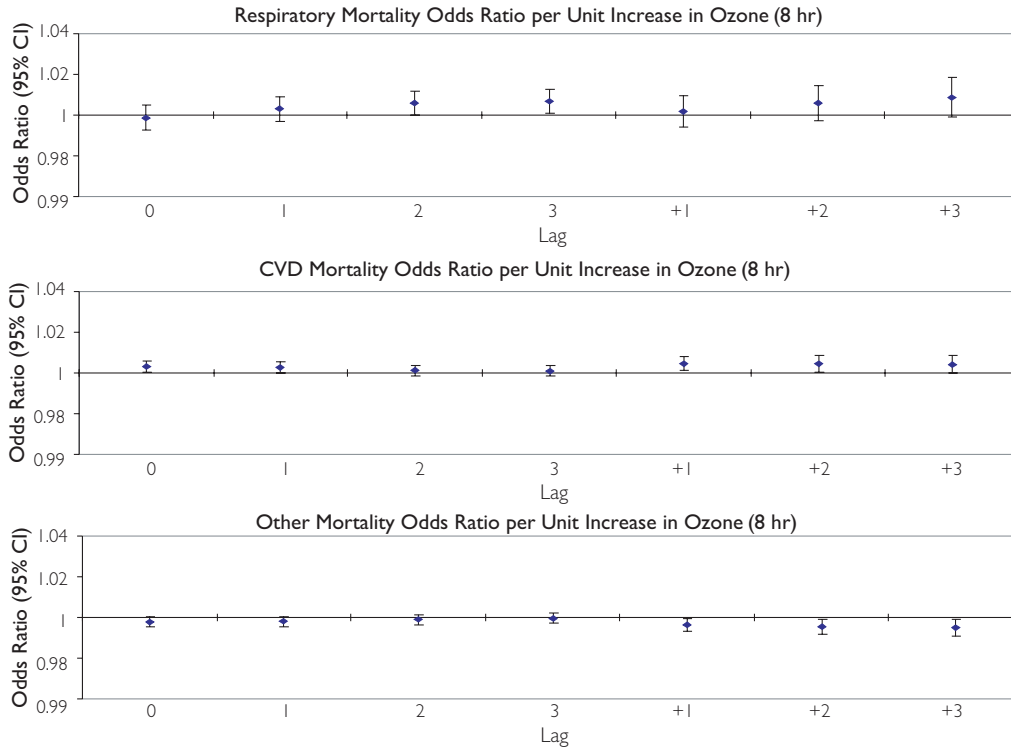 Respiratory Mortality Odds Ratio per Unit Increase in Ozone (8 hr)
Odds Ratio (95% CI)
1.04
1.02
1
0.98
0.99
0 1 2 3 +1 +2 +3
Lag
CVD Mortality Odds Ratio per Unit Increase in Ozone (8 hr)
Odds Ratio (95% CI)
1.04
1.02
1
0.98
0.99
0 1 2 3 +1 +2 +3
Lag
Other Mortality Odds Ratio per Unit Increase in Ozone (8 hr)
Odds Ratio (95% CI)
1.04
1.02
1
0.98
0.99
0 1 2 3 +1 +2 +3
Lag